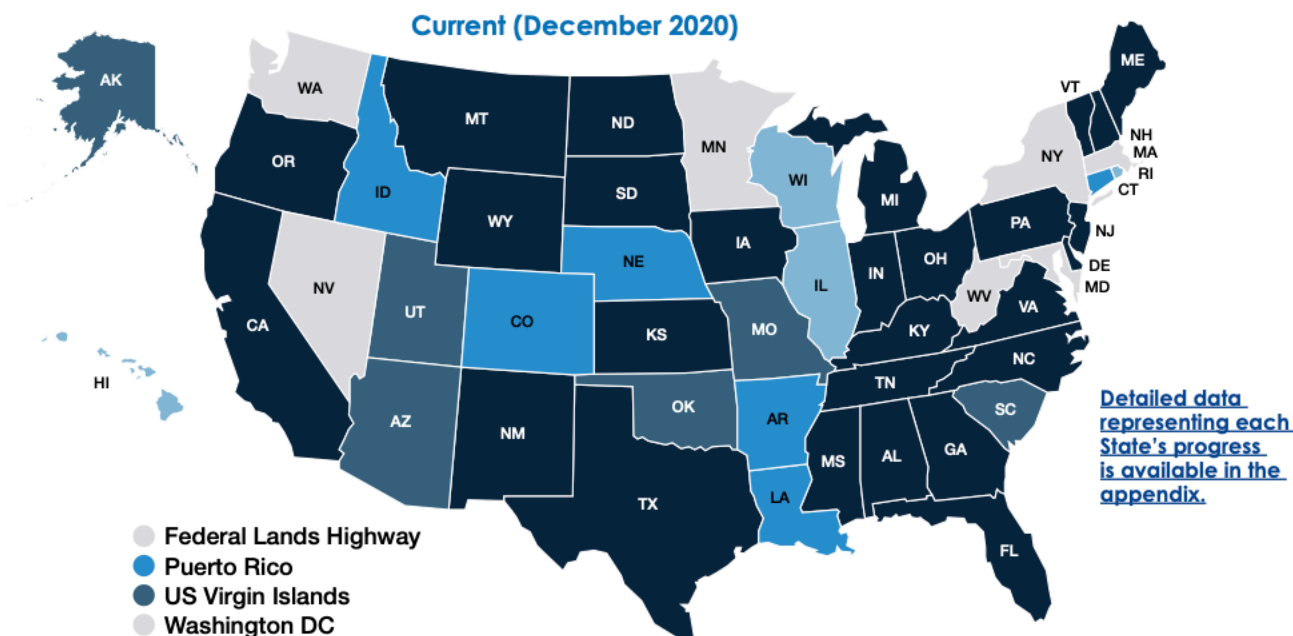 Current (December 2020)
AK
WA
MT
ND
MN
ME
VT
NH
MA
RI
CT
NY
OR
ID
WY
SD
WI
MI
PA
NJ
DE
MD
NE
IA
IN
OH
WV
VA
NV
UT
CO
KS
MO
IL
KY
CA
HI
AZ
NM
OK
AR
TN
NC
SC
MS
AL
GA
TX
LA
FL
Detailed data
representing each
State's progress
is available in the
appendix.
Federal Lands Highway
Puerto Rico
US Virgin Islands
Washington DC